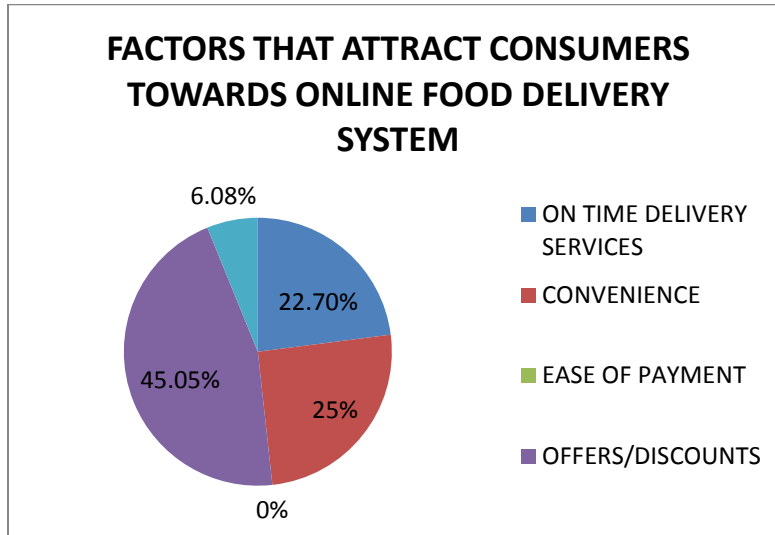 FACTORS THAT ATTRACT CONSUMERS
TOWARDS ONLINE FOOD DELIVERY
SYSTEM
6.08%
22.70%
45.05%
25%
0%
ON TIME DELIVERY
SERVICES
CONVENIENCE
EASE OF PAYMENT
OFFERS/DISCOUNTS